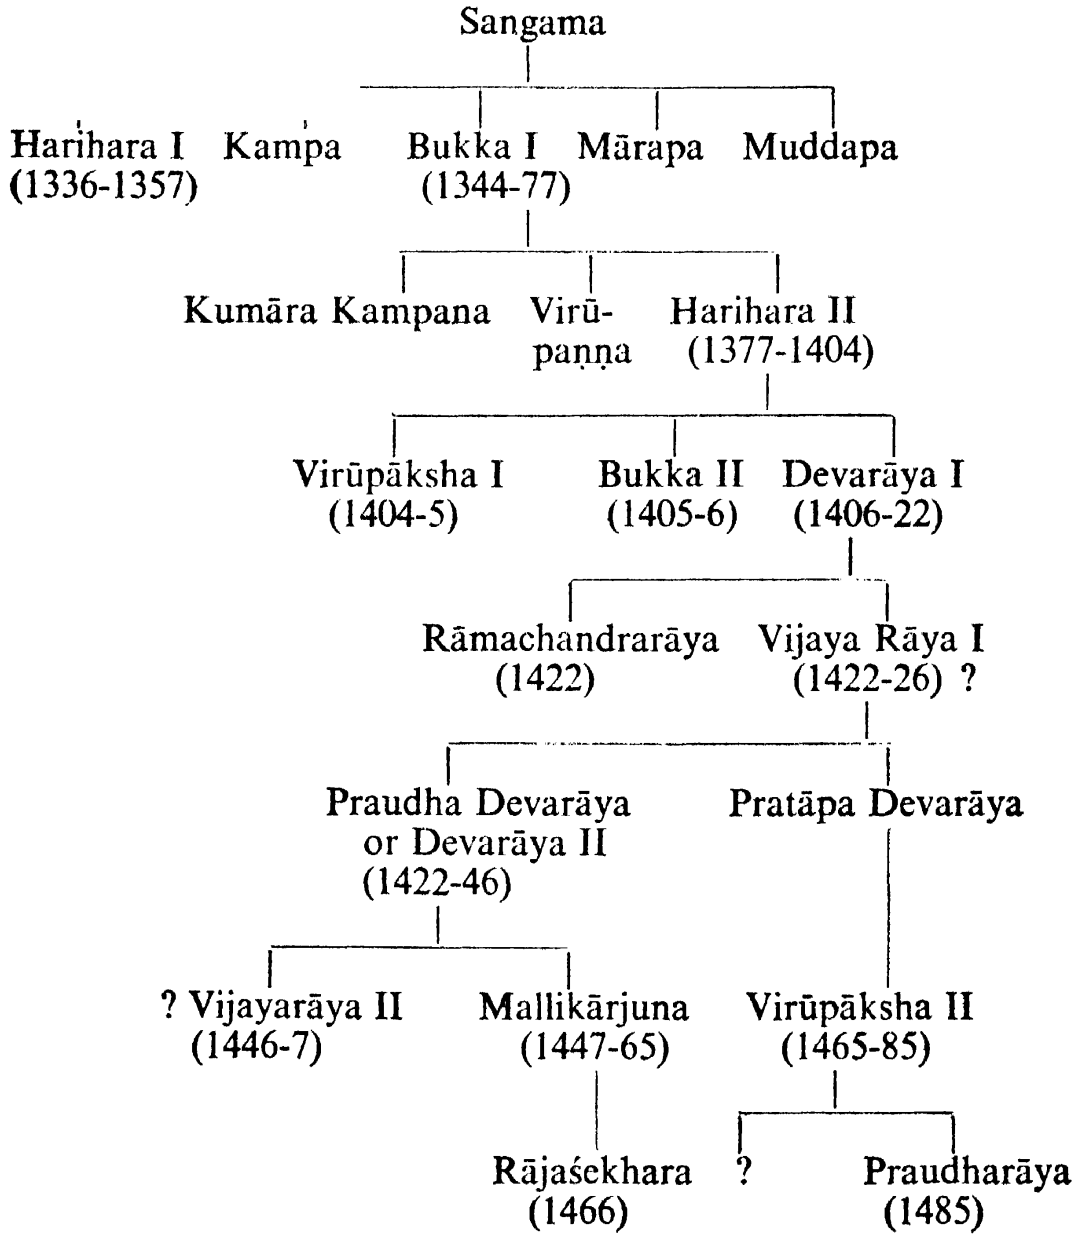 Sangama
Harihara I Kampa Bukka I Mārapa Muddapa
(1336-1357) (1344-77)
Kumāra Kampana Virū- Harihara II
paṇṇa (1377-1404)
Virūpāksha I Bukka II Devarāya I
(1404-5) (1405-6) (1406-22)
Rāmachandrarāya Vijaya Rāya I
(1422) (1422-26) ?
Praudha Devarāya Pratāpa Devarāya
or Devarāya II
(1422-46)
? Vijayarāya II Mallikārjuna Virūpāksha II
(1446-7) (1447-65) (1465-85)
Rājaśekhara ? Praudharāya
(1466) (1485)